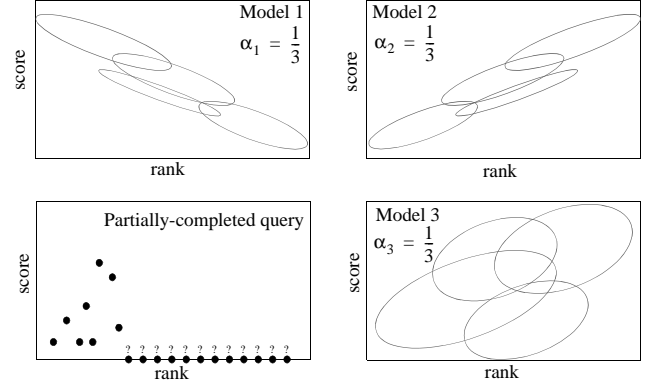 Model 1
α1 = 1/3
score
rank
Model 2
α2 = 1/3
score
rank
Partially-completed query
score
? ? ? ? ? ? ? ? ? ? ? ?
rank
Model 3
α3 = 1/3
score
rank